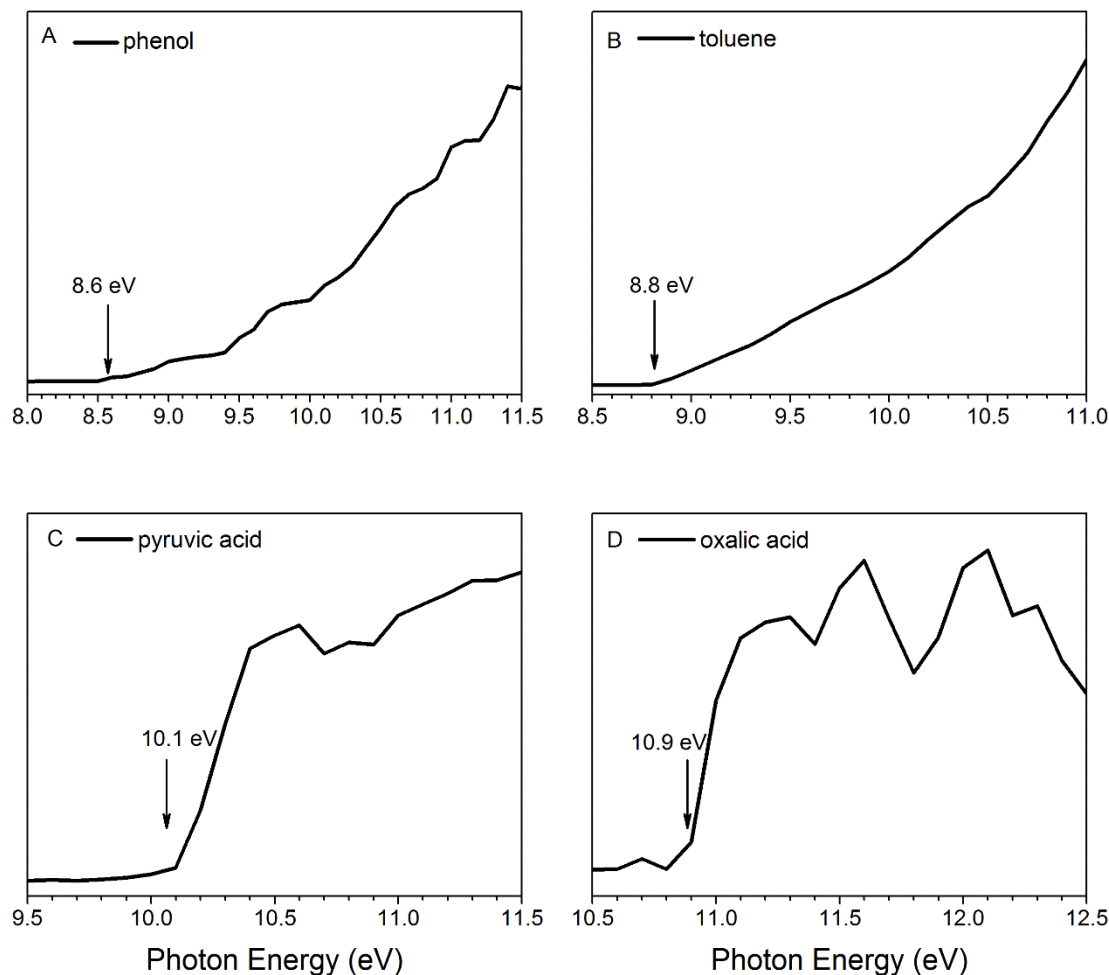 A phenol
8.6 eV
8.0 8.5 9.0 9.5 10.0 10.5 11.0 11.5
B toluene
8.8 eV
8.5 9.0 9.5 10.0 10.5 11.0
C pyruvic acid
10.1 eV
9.5 10.0 10.5 11.0 11.5
Photon Energy (eV)
D oxalic acid
10.9 eV
10.5 11.0 11.5 12.0 12.5
Photon Energy (eV)